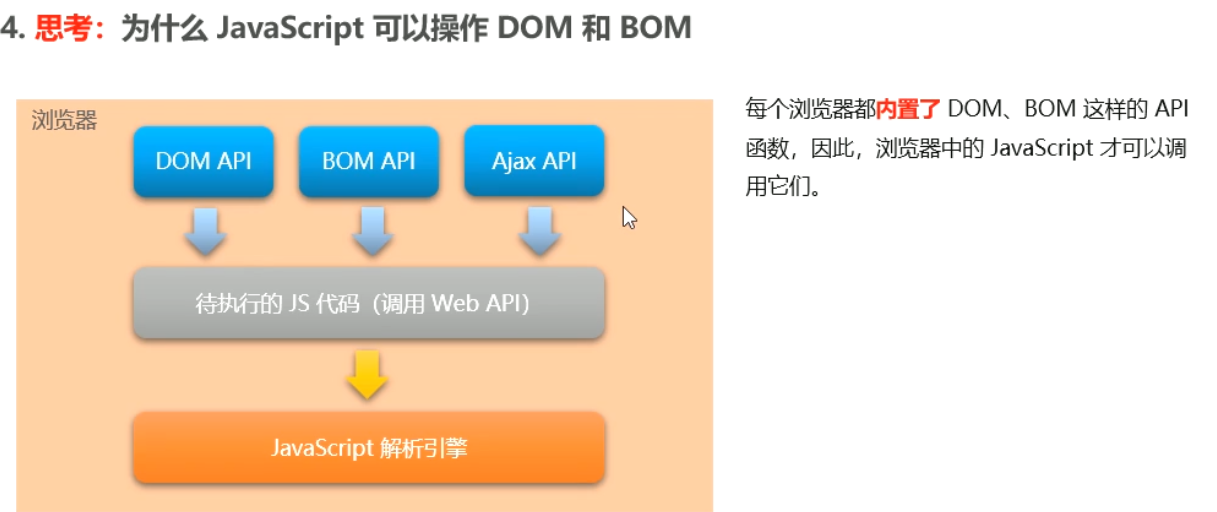 4. 思考：为什么 JavaScript 可以操作 DOM 和 BOM
浏览器
DOM API
BOM API
Ajax API
待执行的 JS 代码（调用 Web API）
JavaScript 解析引擎
每个浏览器都内置了 DOM、BOM 这样的 API
函数，因此，浏览器中的 JavaScript 才可以调
用它们。